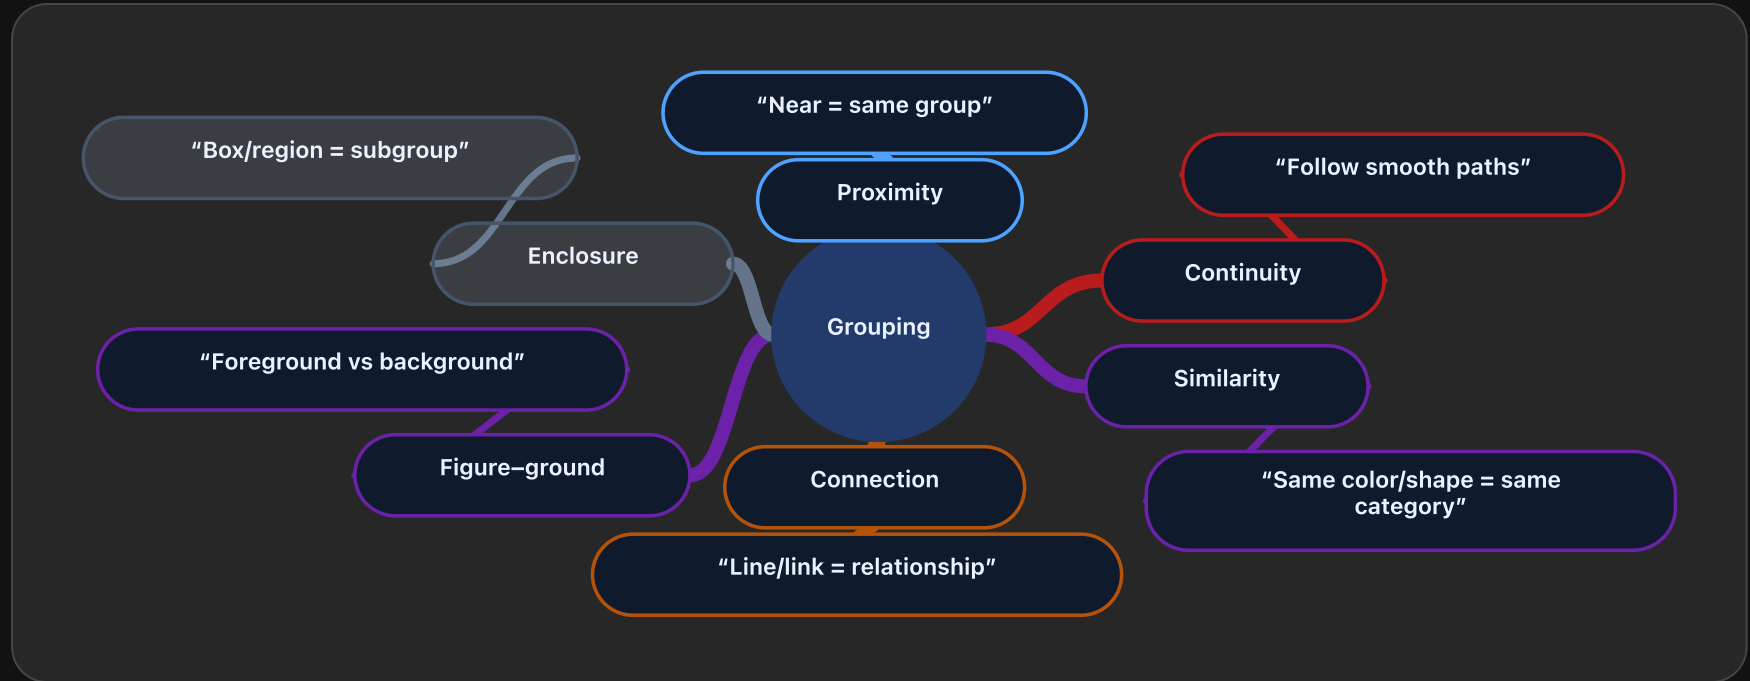 “Near = same group”
Proximity
“Box/region = subgroup”
Enclosure
“Follow smooth paths”
Continuity
Grouping
“Foreground vs background”
Figure–ground
Similarity
“Same color/shape = same
category”
Connection
“Line/link = relationship”